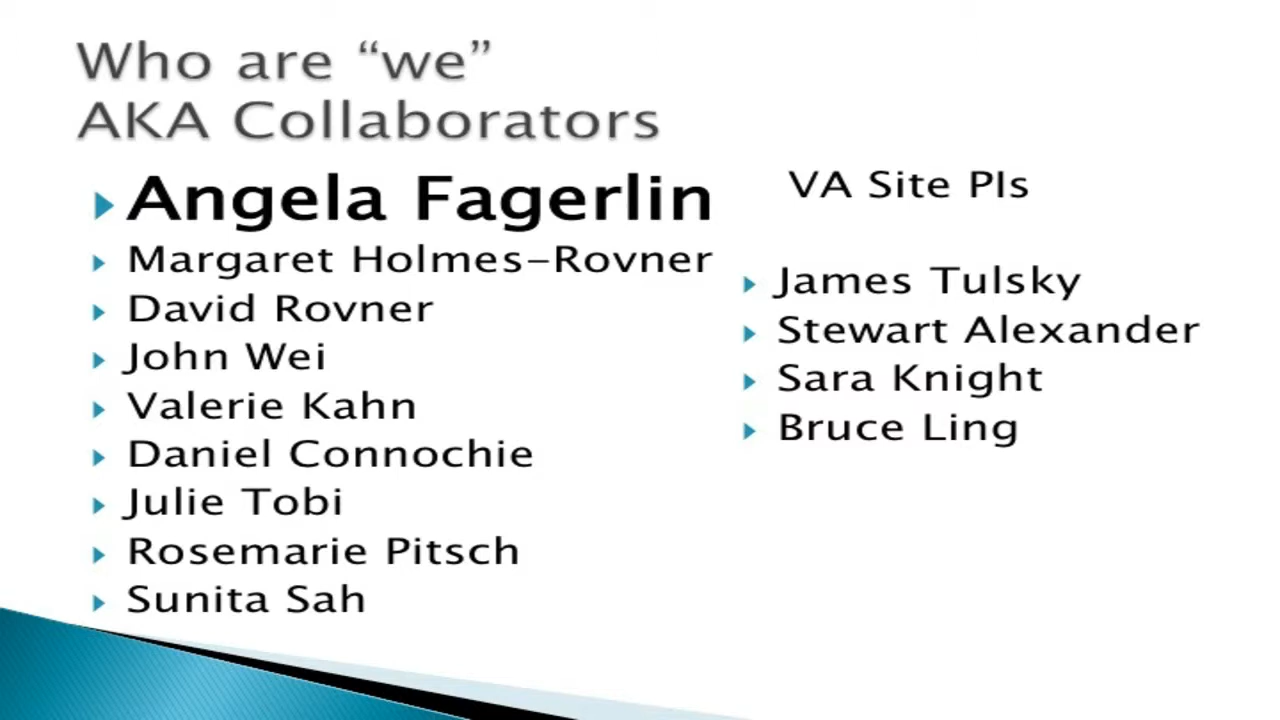 Who are “we”
AKA Collaborators
Angela Fagerlin
Margaret Holmes-Rovner
David Rovner
John Wei
Valerie Kahn
Daniel Connochie
Julie Tobi
Rosemarie Pitsch
Sunita Sah
VA Site PIs
James Tulsky
Stewart Alexander
Sara Knight
Bruce Ling